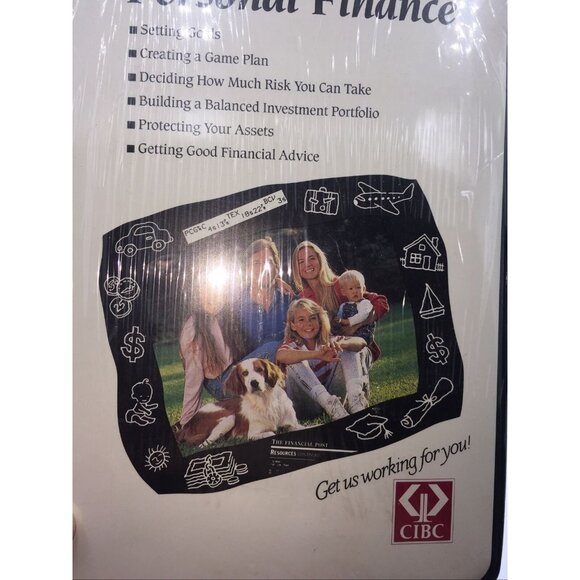 Personal Finance
■ Setting Goals
■ Creating a Game Plan
■ Deciding How Much Risk You Can Take
■ Building a Balanced Investment Portfolio
■ Protecting Your Assets
■ Getting Good Financial Advice
THE FINANCIAL POST
RESOURCES
Get us working for you!
CIBC